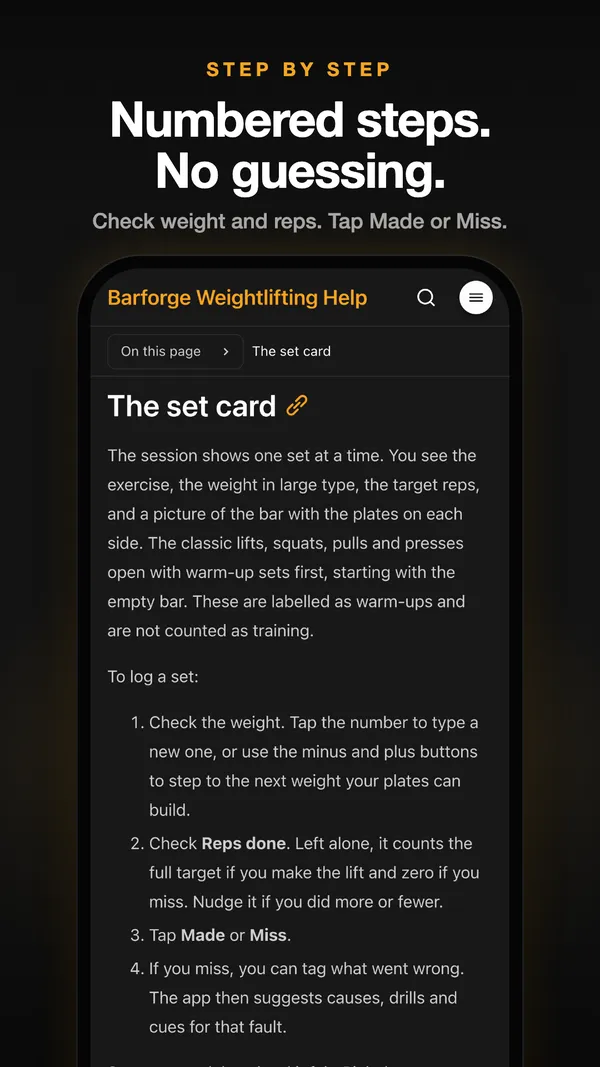 STEP BY STEP
Numbered steps.
No guessing.
Check weight and reps. Tap Made or Miss.
Barforge Weightlifting Help
On this page
The set card
The set card
The session shows one set at a time. You see the
exercise, the weight in large type, the target reps,
and a picture of the bar with the plates on each
side. The classic lifts, squats, pulls and presses
open with warm-up sets first, starting with the
empty bar. These are labelled as warm-ups and
are not counted as training.
To log a set:
1. Check the weight. Tap the number to type a
new one, or use the minus and plus buttons
to step to the next weight your plates can
build.
2. Check Reps done. Left alone, it counts the
full target if you make the lift and zero if you
miss. Nudge it if you did more or fewer.
3. Tap Made or Miss.
4. If you miss, you can tag what went wrong.
The app then suggests causes, drills and
cues for that fault.